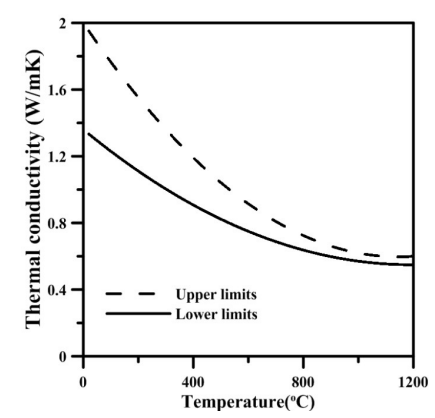 Thermal conductivity (W/mK)
2
1.6
1.2
0.8
0.4
0
Upper limits
Lower limits
0 400 800 1200
Temperature(°C)